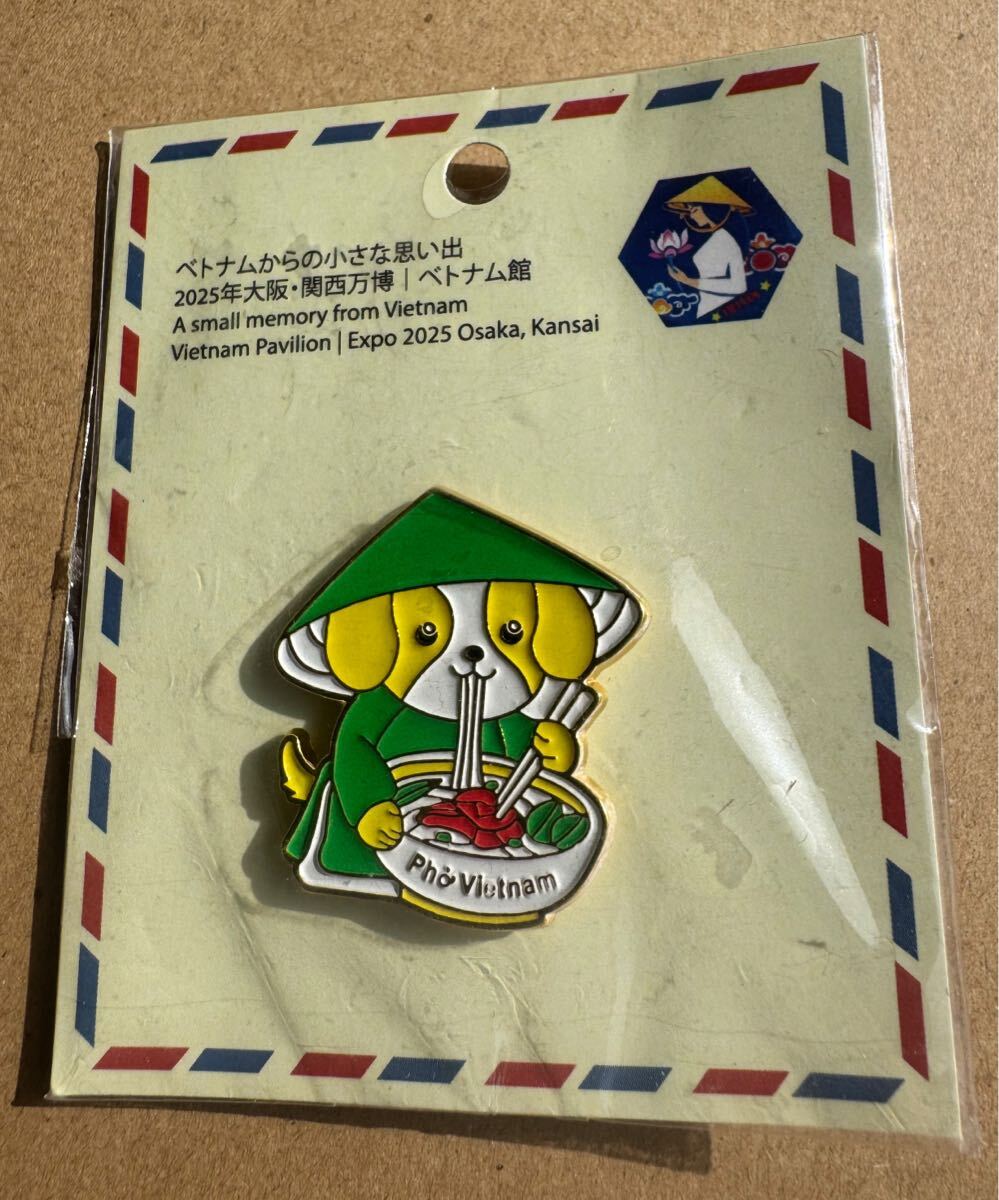 ベトナムからの小さな思い出
2025年大阪・関西万博｜ベトナム館
A small memory from Vietnam
Vietnam Pavilion | Expo 2025 Osaka, Kansai
Phở Vietnam